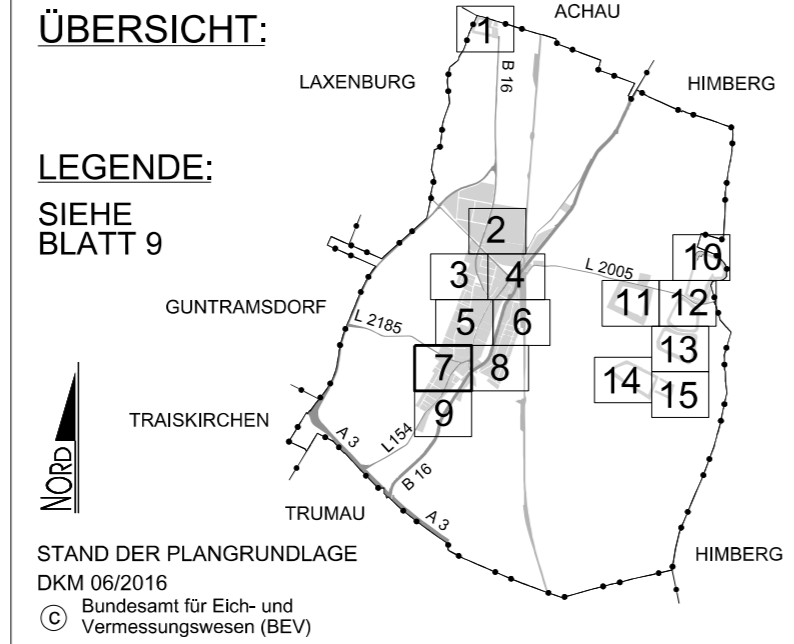 ÜBERSICHT:
ACHAU
1
B 16
LAXENBURG
HIMBERG
LEGENDE:
SIEHE
BLATT 9
2
10
3
4
L 2005
11
12
GUNTRAMSDORF
L 2185
5
6
13
7
8
14
15
9
TRAISKIRCHEN
A 3
L154
B 16
NORD
TRUMAU
A 3
STAND DER PLANGRUNDLAGE
HIMBERG
DKM 06/2016
© Bundesamt für Eich- und
Vermessungswesen (BEV)